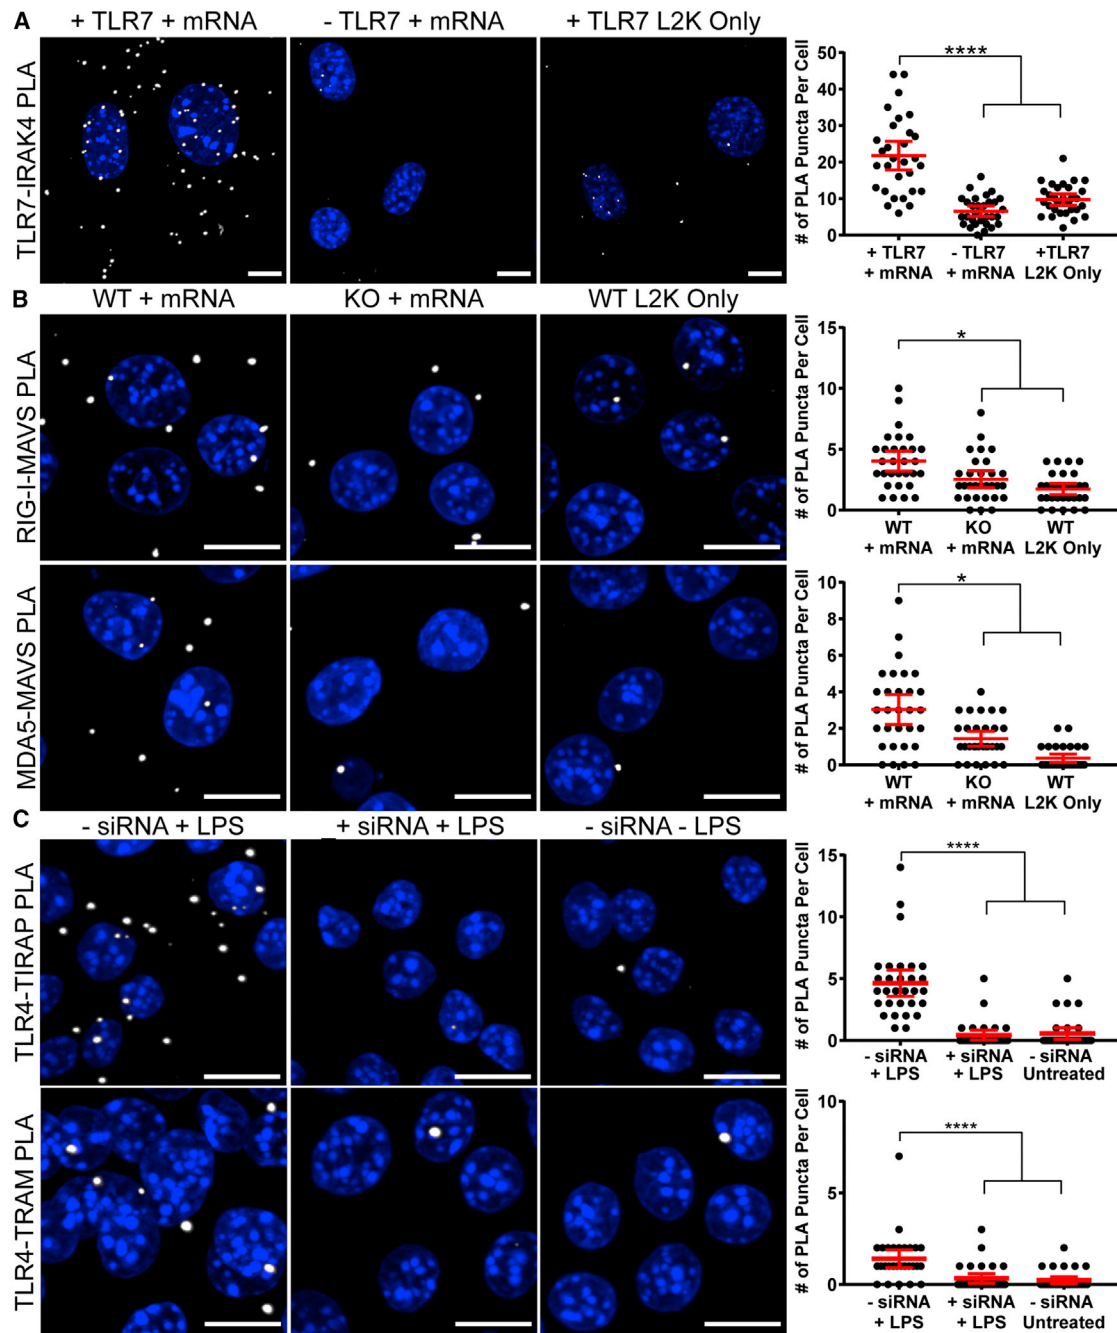 A
+ TLR7 + mRNA
- TLR7 + mRNA
+ TLR7 L2K Only
TLR7-IRAK4 PLA
# of PLA Puncta Per Cell
50
40
30
20
10
0
****
+ TLR7
+ mRNA
- TLR7
+ mRNA
+TLR7
L2K Only
B
WT + mRNA
KO + mRNA
WT L2K Only
RIG-I-MAVS PLA
# of PLA Puncta Per Cell
15
10
5
0
*
WT
+ mRNA
KO
+ mRNA
WT
L2K Only
MDA5-MAVS PLA
# of PLA Puncta Per Cell
10
8
6
4
2
0
*
WT
+ mRNA
KO
+ mRNA
WT
L2K Only
C
- siRNA + LPS
+ siRNA + LPS
- siRNA - LPS
TLR4-TIRAP PLA
# of PLA Puncta Per Cell
15
10
5
0
****
- siRNA
+ LPS
+ siRNA
+ LPS
- siRNA
Untreated
TLR4-TRAM PLA
# of PLA Puncta Per Cell
10
5
0
****
- siRNA
+ LPS
+ siRNA
+ LPS
- siRNA
Untreated